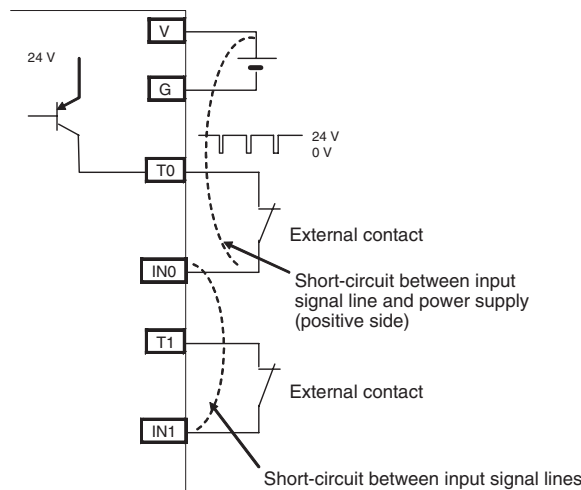 V
24 V
G
24 V
0 V
T0
External contact
IN0
Short-circuit between input
signal line and power supply
(positive side)
T1
External contact
IN1
Short-circuit between input signal lines